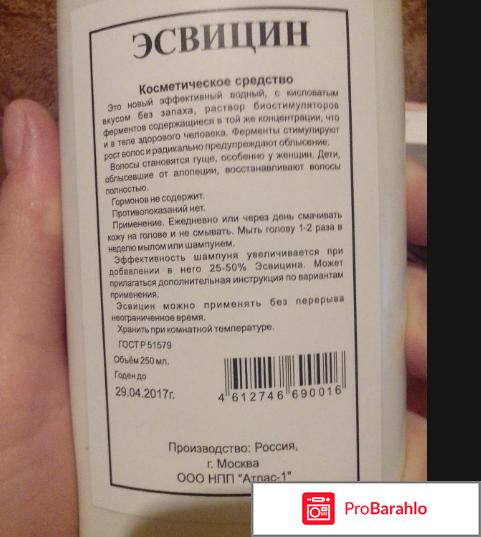 ЭСВИЦИН
Косметическое средство
Это новый эффективный водный, с кисловатым
вкусом без запаха, раствор биостимуляторов
ферментов содержащиеся в той же концентрации, что
и в теле здорового человека. Ферменты стимулируют
рост волос и радикально предупреждают облысение.
Волосы становятся гуще, особенно у женщин. Дети,
облысевшие от алопеции, восстанавливают волосы
полностью.
Гормонов не содержит.
Противопоказаний нет.
Применение. Ежедневно или через день смачивать
кожу на голове и не смывать. Мыть голову 1-2 раза в
неделю мылом или шампунем.
Эффективность шампуня увеличивается при
добавлении в него 25-50% Эсвицина. Может
прилагаться дополнительная инструкция по вариантам
применения.
Эсвицин можно применять без перерыва
неограниченное время.
Хранить при комнатной температуре.
ГОСТ Р 51579
Объём 250 мл.
Годен до
29.04.2017г.
4 612746 690016
Производство: Россия,
г. Москва
ООО НПП "Атлас-1"
ProBarahlo